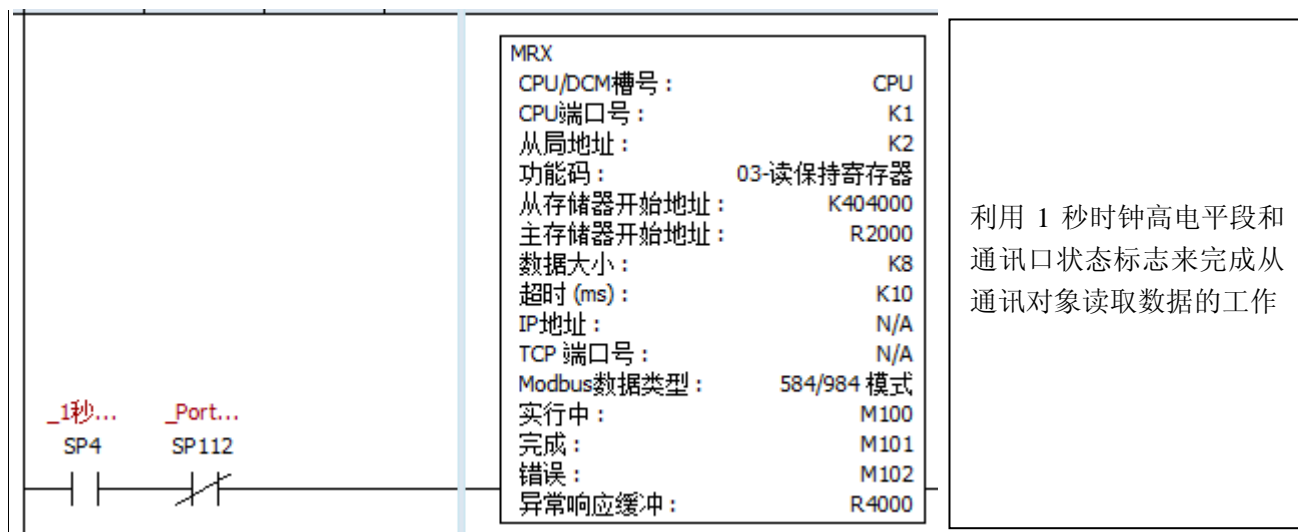 MRX
CPU/DCM槽号： CPU
CPU端口号： K1
从局地址： K2
功能码： 03-读保持寄存器
从存储器开始地址： K404000
主存储器开始地址： R2000
数据大小： K8
超时 (ms)： K10
IP地址： N/A
TCP 端口号： N/A
Modbus数据类型： 584/984 模式
实行中： M100
完成： M101
错误： M102
异常响应缓冲： R4000
_1秒... _Port...
SP4 SP112
利用 1 秒时钟高电平段和
通讯口状态标志来完成从
通讯对象读取数据的工作